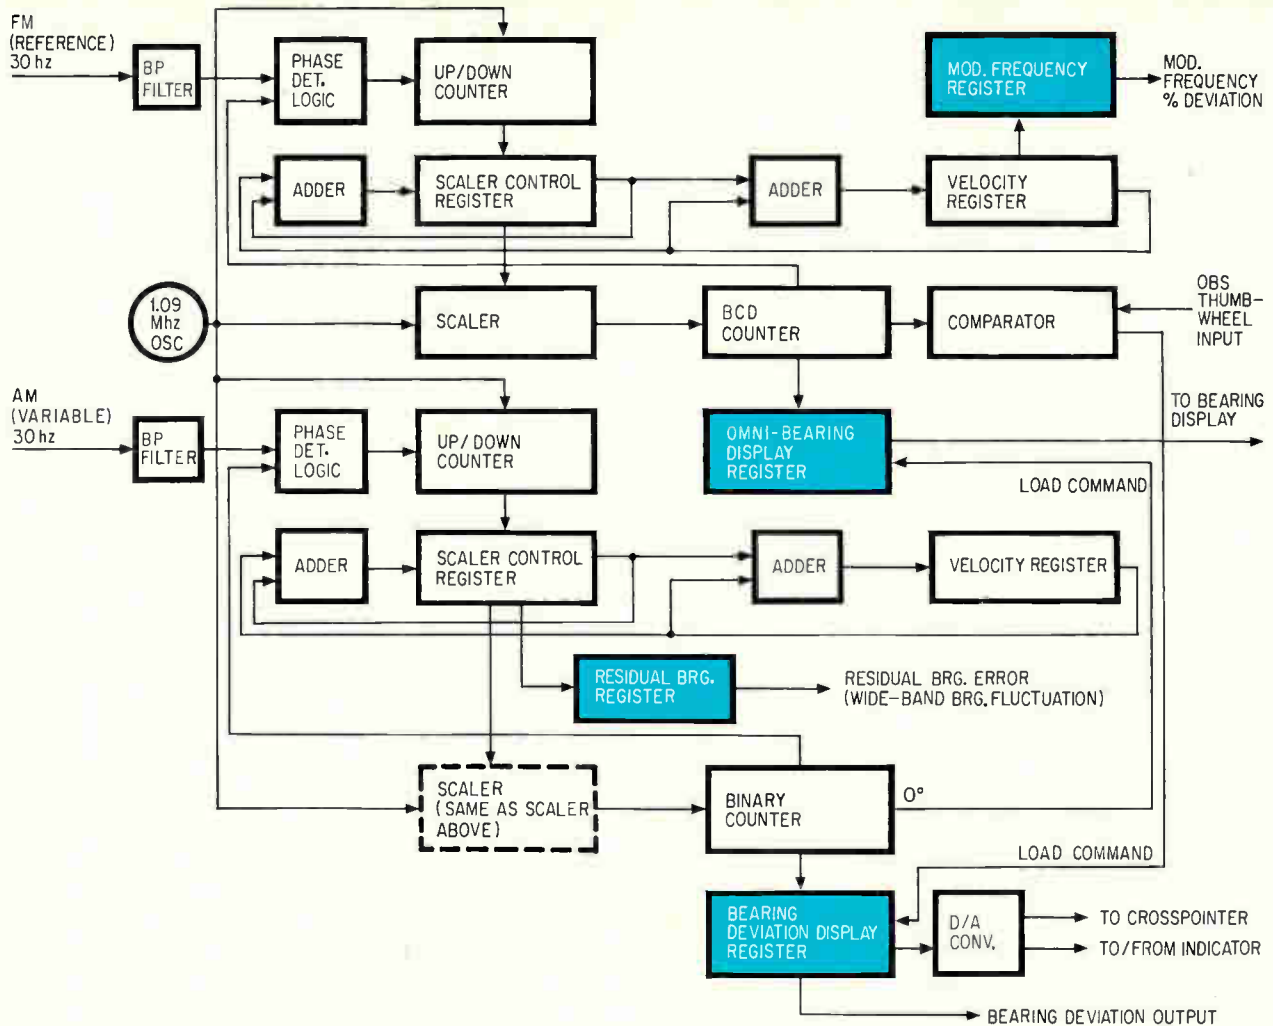 FM
(REFERENCE)
30 hz
BP
FILTER
PHASE
DET.
LOGIC
UP/DOWN
COUNTER
MOD. FREQUENCY
REGISTER
MOD.
FREQUENCY
% DEVIATION
ADDER
SCALER CONTROL
REGISTER
ADDER
VELOCITY
REGISTER
1.09
Mhz
OSC
SCALER
BCD
COUNTER
COMPARATOR
OBS
THUMB-
WHEEL
INPUT
AM
(VARIABLE)
30 hz
BP
FILTER
PHASE
DET.
LOGIC
UP/DOWN
COUNTER
OMNI-BEARING
DISPLAY
REGISTER
TO BEARING
DISPLAY
LOAD COMMAND
ADDER
SCALER CONTROL
REGISTER
ADDER
VELOCITY REGISTER
RESIDUAL BRG.
REGISTER
RESIDUAL BRG. ERROR
(WIDE-BAND BRG. FLUCTUATION)
SCALER
(SAME AS SCALER
ABOVE)
BINARY
COUNTER
0°
LOAD COMMAND
BEARING
DEVIATION DISPLAY
REGISTER
D/A
CONV.
TO CROSSPOINTER
TO/FROM INDICATOR
BEARING DEVIATION OUTPUT